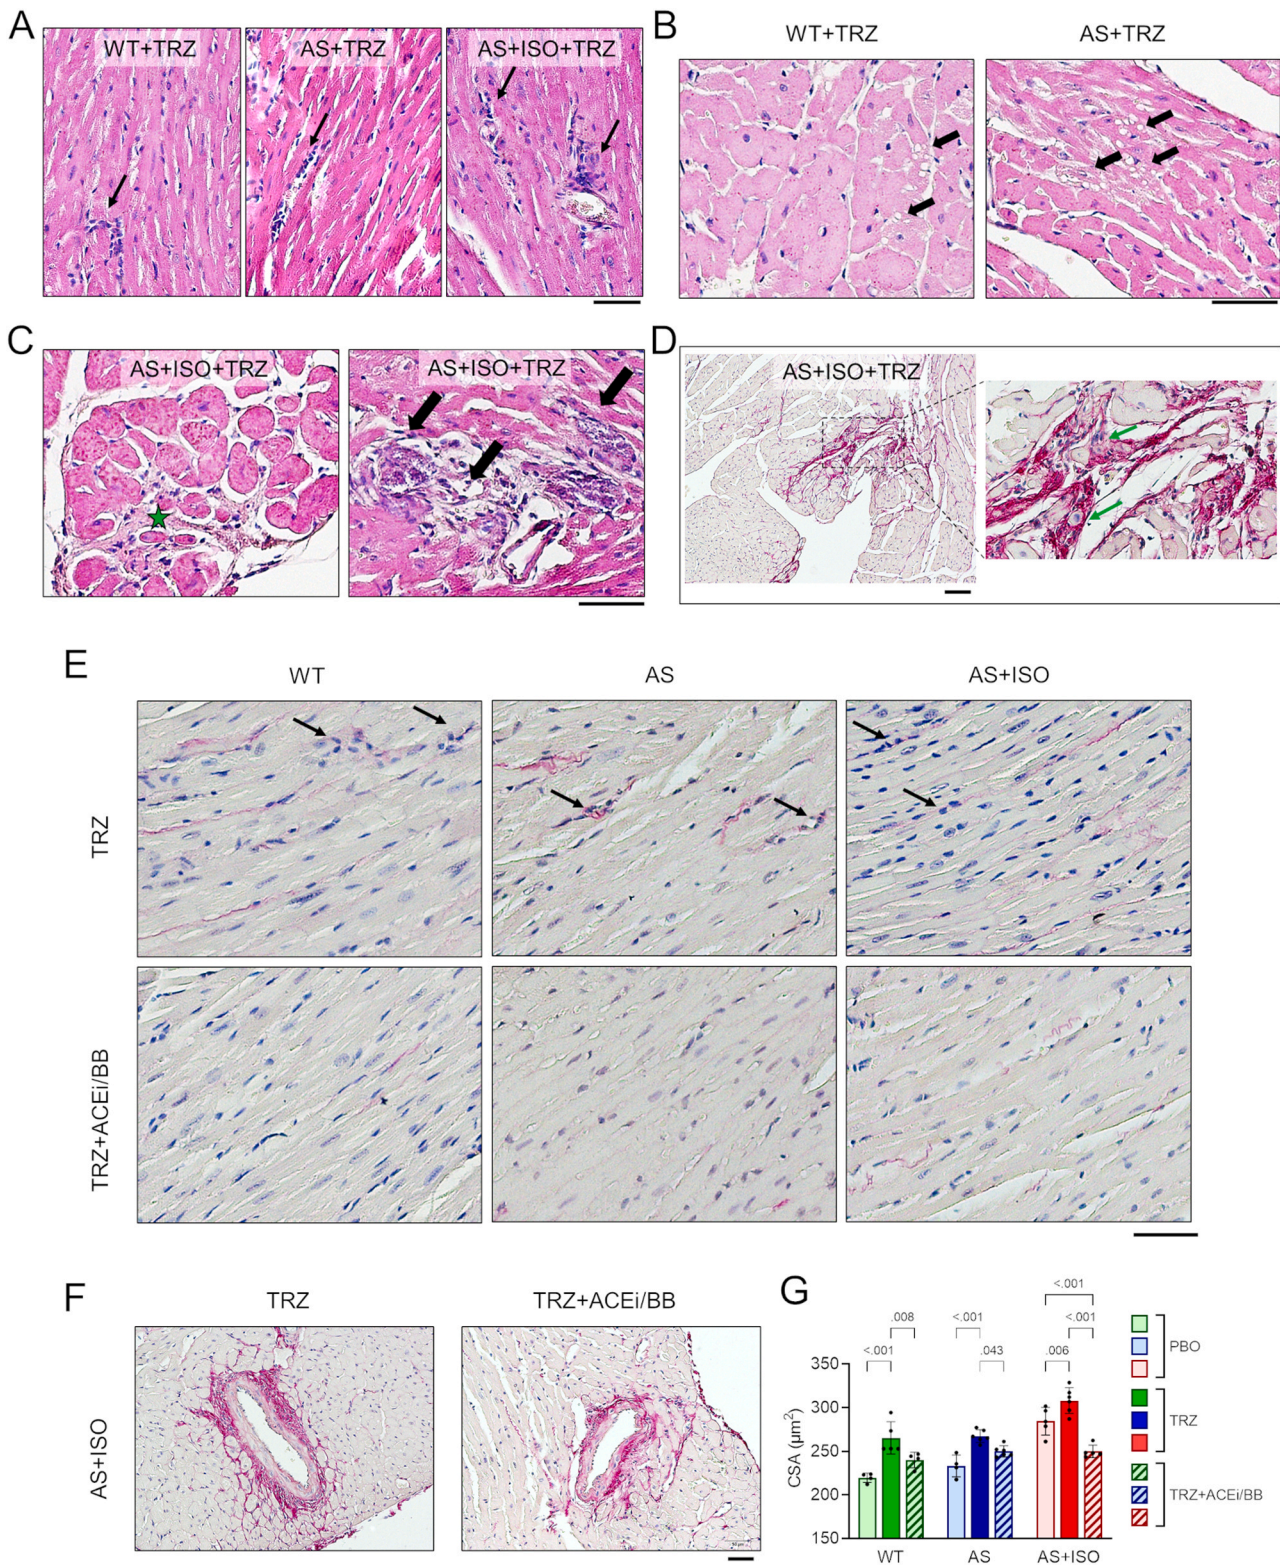 A
WT+TRZ
AS+TRZ
AS+ISO+TRZ
B
WT+TRZ
AS+TRZ
C
AS+ISO+TRZ
AS+ISO+TRZ
D
AS+ISO+TRZ
E
WT
AS
AS+ISO
TRZ
TRZ+ACEi/BB
F
TRZ
TRZ+ACEi/BB
AS+ISO
G
<.001
.008
<.001
<.001
.043
<.001
<.001
.006
350
300
250
200
150
CSA (µm²)
WT
AS
AS+ISO
PBO
TRZ
TRZ+ACEi/BB